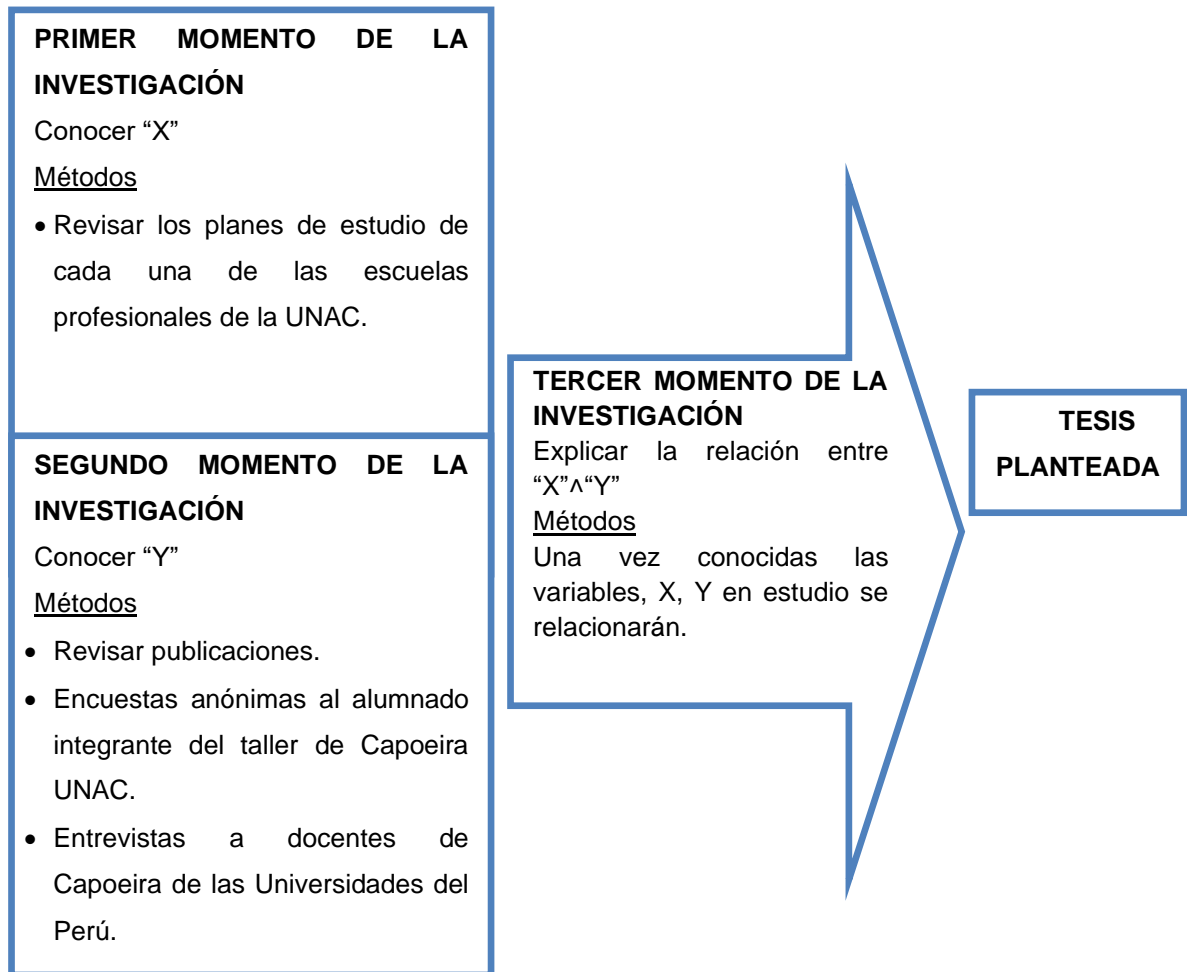 PRIMER MOMENTO DE LA
INVESTIGACIÓN
Conocer “X”
Métodos
• Revisar los planes de estudio de
cada una de las escuelas
profesionales de la UNAC.
SEGUNDO MOMENTO DE LA
INVESTIGACIÓN
Conocer “Y”
Métodos
• Revisar publicaciones.
• Encuestas anónimas al alumnado
integrante del taller de Capoeira
UNAC.
• Entrevistas a docentes de
Capoeira de las Universidades del
Perú.
TERCER MOMENTO DE LA
INVESTIGACIÓN
Explicar la relación entre
“X”˄“Y”
Métodos
Una vez conocidas las
variables, X, Y en estudio se
relacionarán.
TESIS
PLANTEADA